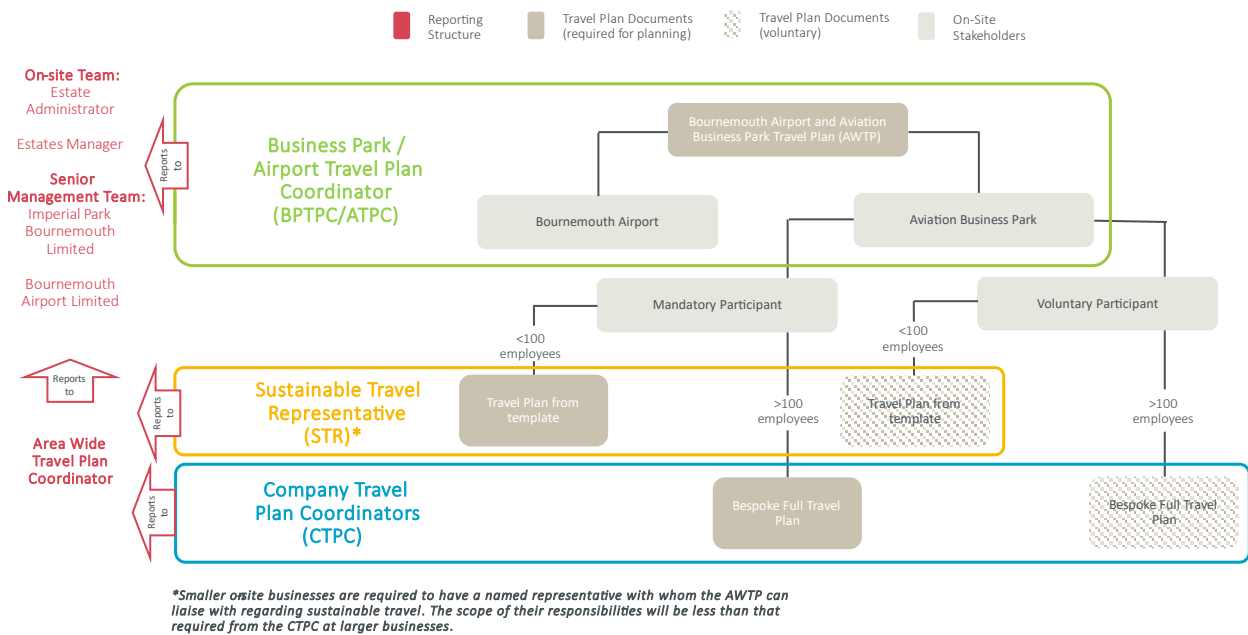 Reporting
Structure
Travel Plan Documents
(required for planning)
Travel Plan Documents
(voluntary)
On-Site
Stakeholders
On-site Team:
Estate
Administrator
Estates Manager
Senior
Management Team:
Imperial Park
Bournemouth
Limited
Bournemouth
Airport Limited
Reports
to
Business Park /
Airport Travel Plan
Coordinator
(BPTPC/ATPC)
Bournemouth Airport and Aviation
Business Park Travel Plan (AWTP)
Bournemouth Airport
Aviation Business Park
Mandatory Participant
Voluntary Participant
<100
employees
<100
employees
Reports
to
Reports
to
Sustainable Travel
Representative
(STR)*
Travel Plan from
template
>100
employees
Travel Plan from
template
>100
employees
Area Wide
Travel Plan
Coordinator
Reports
to
Company Travel
Plan Coordinators
(CTPC)
Bespoke Full Travel
Plan
Bespoke Full Travel
Plan
*Smaller on-site businesses are required to have a named representative with whom the AWTP can
liaise with regarding sustainable travel. The scope of their responsibilities will be less than that
required from the CTPC at larger businesses.